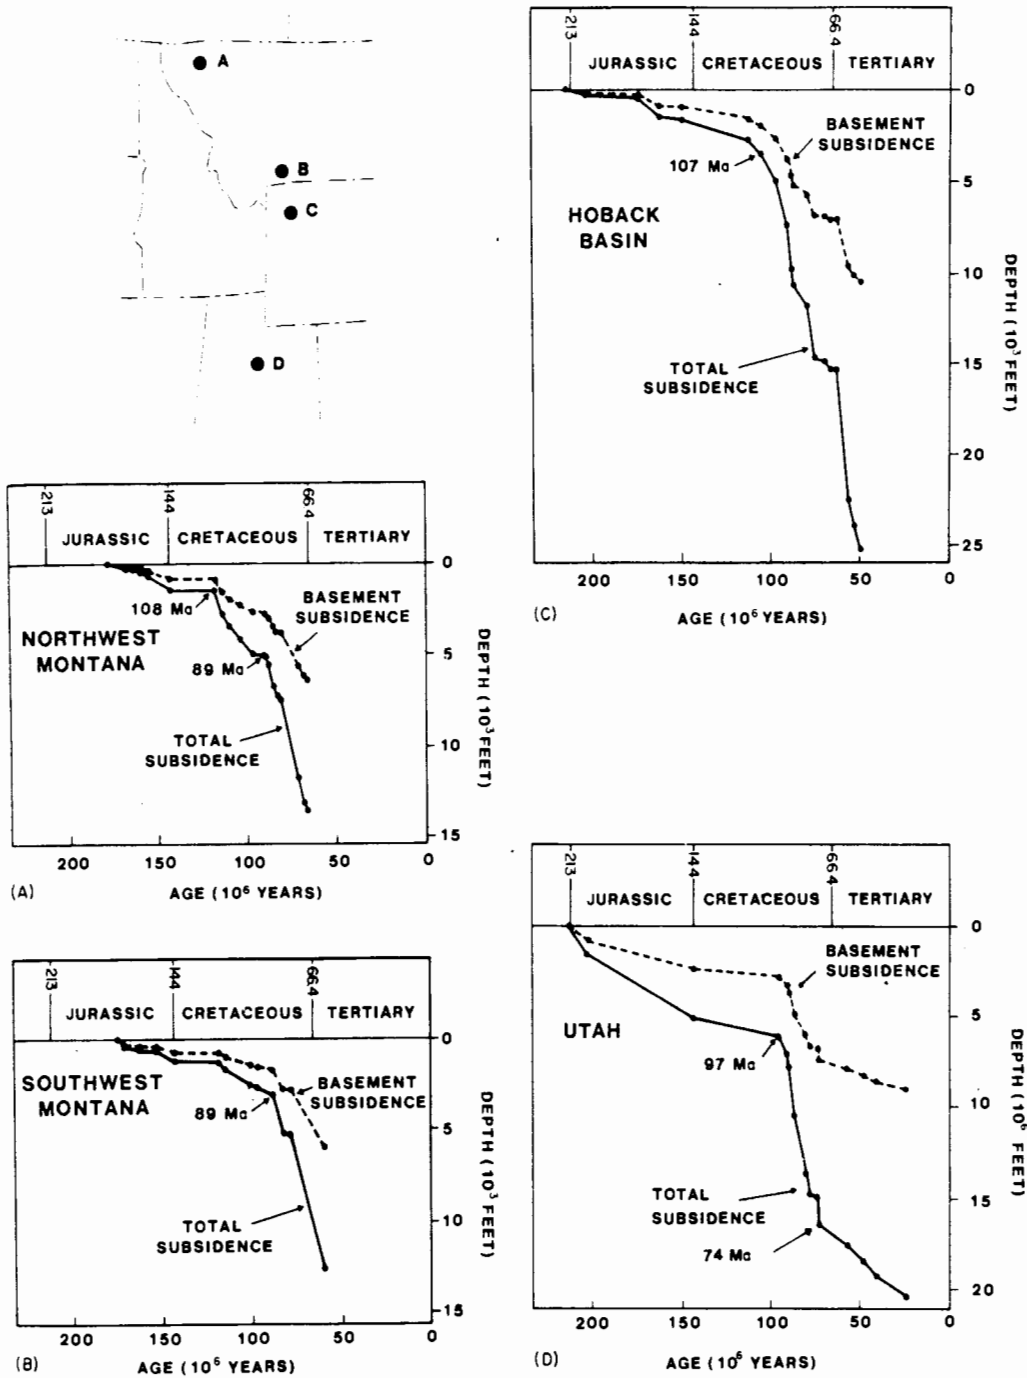 A
B
C
D
213
144
66.4
JURASSIC CRETACEOUS TERTIARY
0
5
10
15
20
25
DEPTH (10³ FEET)
BASEMENT
SUBSIDENCE
107 Ma
HOBACK
BASIN
TOTAL
SUBSIDENCE
200 150 100 50 0
(C) AGE (10⁶ YEARS)
213
144
66.4
JURASSIC CRETACEOUS TERTIARY
0
5
10
15
DEPTH (10³ FEET)
108 Ma
BASEMENT
SUBSIDENCE
NORTHWEST
MONTANA
89 Ma
TOTAL
SUBSIDENCE
200 150 100 50 0
(A) AGE (10⁶ YEARS)
213
144
66.4
JURASSIC CRETACEOUS TERTIARY
0
5
10
15
DEPTH (10³ FEET)
SOUTHWEST
MONTANA
BASEMENT
SUBSIDENCE
89 Ma
TOTAL
SUBSIDENCE
200 150 100 50 0
(B) AGE (10⁶ YEARS)
213
144
66.4
JURASSIC CRETACEOUS TERTIARY
0
5
10
15
20
DEPTH (10⁶ FEET)
BASEMENT
SUBSIDENCE
UTAH
97 Ma
TOTAL
SUBSIDENCE
74 Ma
200 150 100 50 0
(D) AGE (10⁶ YEARS)